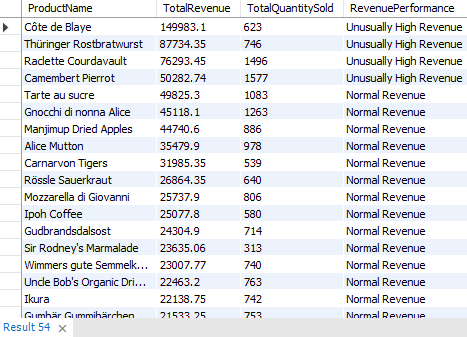 ProductName TotalRevenue TotalQuantitySold RevenuePerformance
Côte de Blaye 149983.1 623 Unusually High Revenue
Thüringer Rostbratwurst 87734.35 746 Unusually High Revenue
Raclette Courdavault 76293.45 1496 Unusually High Revenue
Camembert Pierrot 50282.74 1577 Unusually High Revenue
Tarte au sucre 49825.3 1083 Normal Revenue
Gnocchi di nonna Alice 45118.1 1263 Normal Revenue
Manjimup Dried Apples 44740.6 886 Normal Revenue
Alice Mutton 35479.9 978 Normal Revenue
Carnarvon Tigers 31985.35 539 Normal Revenue
Rössle Sauerkraut 26864.35 640 Normal Revenue
Mozzarella di Giovanni 25737.9 806 Normal Revenue
Ipoh Coffee 25077.8 580 Normal Revenue
Gudbrandsdalsost 24304.9 714 Normal Revenue
Sir Rodney's Marmalade 23635.06 313 Normal Revenue
Wimmers gute Semmelk... 23007.77 740 Normal Revenue
Uncle Bob's Organic Dri... 22463.2 763 Normal Revenue
Ikura 22138.75 742 Normal Revenue
Gumbär Gummibärchen 21533.25 753 Normal Revenue
Result 54